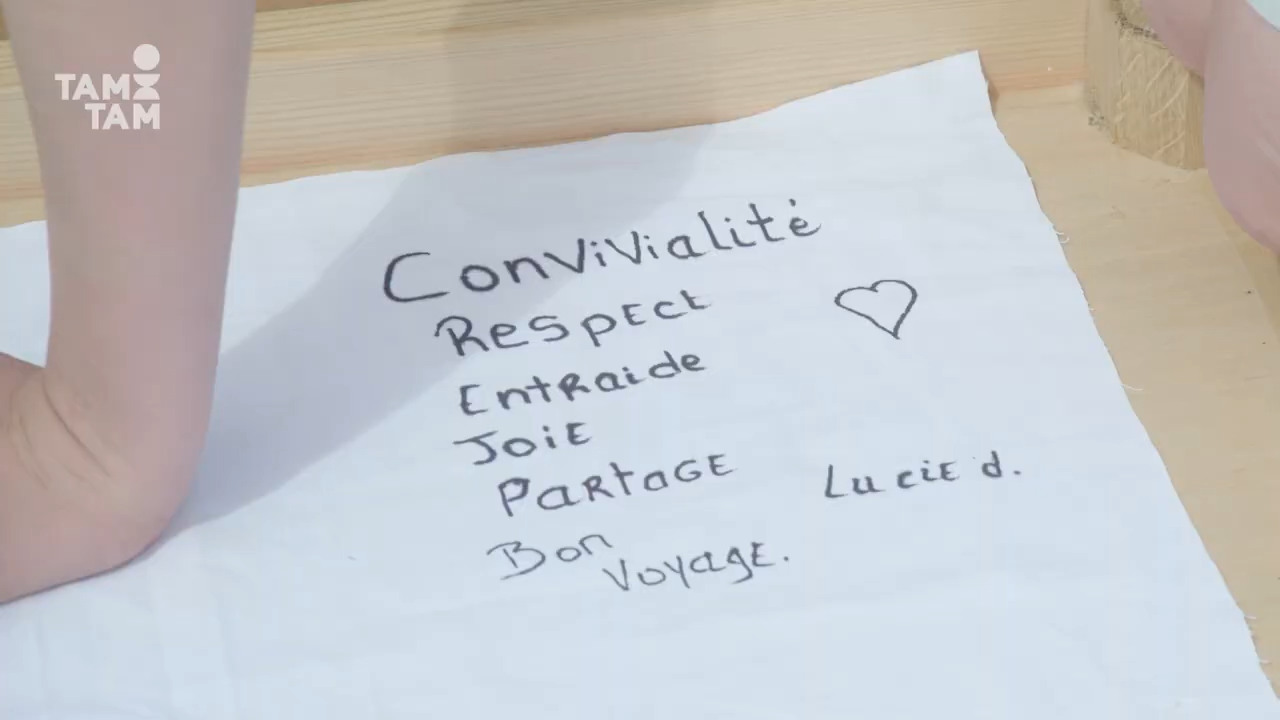 TAM
TAM
Convivialité
Respect
Entraide
Joie
Partage
Lucie d.
Bon
Voyage.